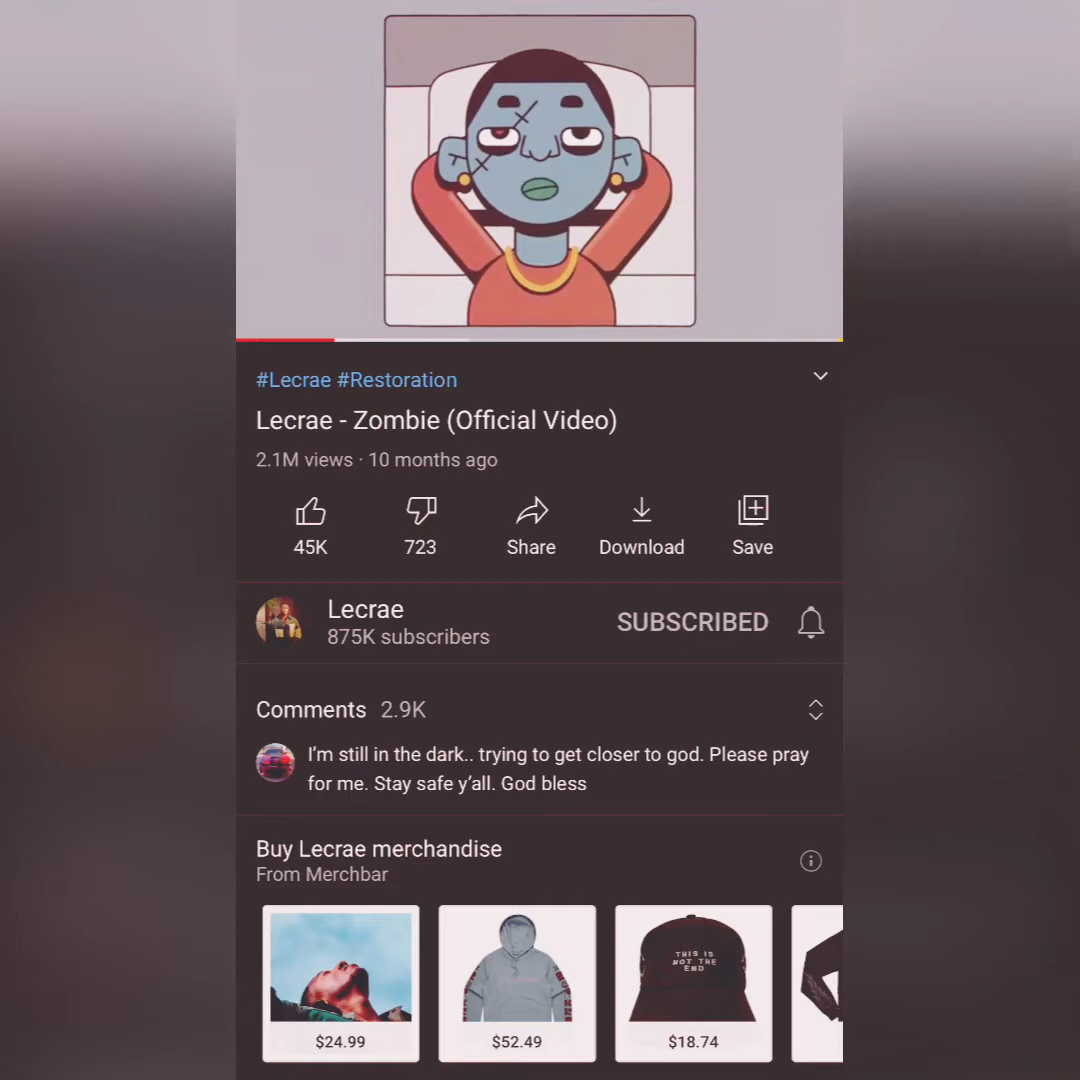 #Lecrae #Restoration
Lecrae - Zombie (Official Video)
2.1M views · 10 months ago
45K
723
Share
Download
Save
Lecrae
875K subscribers
SUBSCRIBED
Comments 2.9K
I'm still in the dark.. trying to get closer to god. Please pray
for me. Stay safe y'all. God bless
Buy Lecrae merchandise
From Merchbar
THIS IS
NOT THE
END
$24.99
$52.49
$18.74